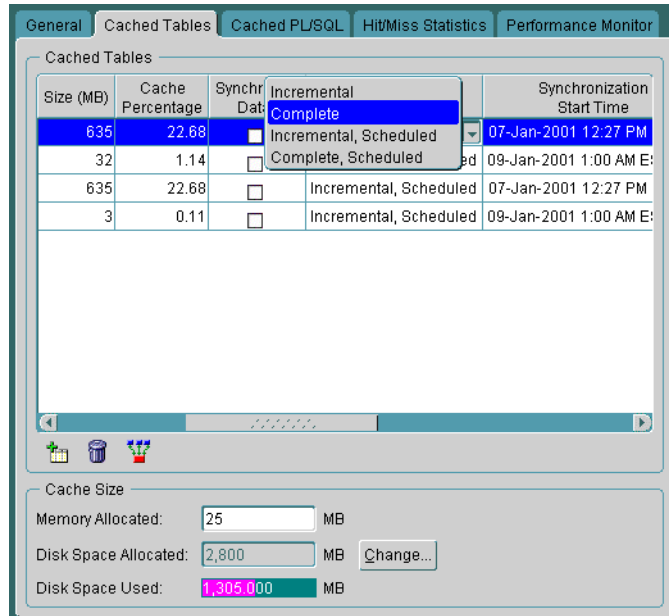 General Cached Tables Cached PL/SQL Hit/Miss Statistics Performance Monitor
Cached Tables
Size (MB) Cache Percentage Synchr Dat Synchronization Start Time
Incremental
Complete
Incremental, Scheduled
Complete, Scheduled
635 22.68 07-Jan-2001 12:27 PM
32 1.14 ed 09-Jan-2001 1:00 AM E
635 22.68 Incremental, Scheduled 07-Jan-2001 12:27 PM
3 0.11 Incremental, Scheduled 09-Jan-2001 1:00 AM E
Cache Size
Memory Allocated: 25 MB
Disk Space Allocated: 2,800 MB Change...
Disk Space Used: 1,305.000 MB